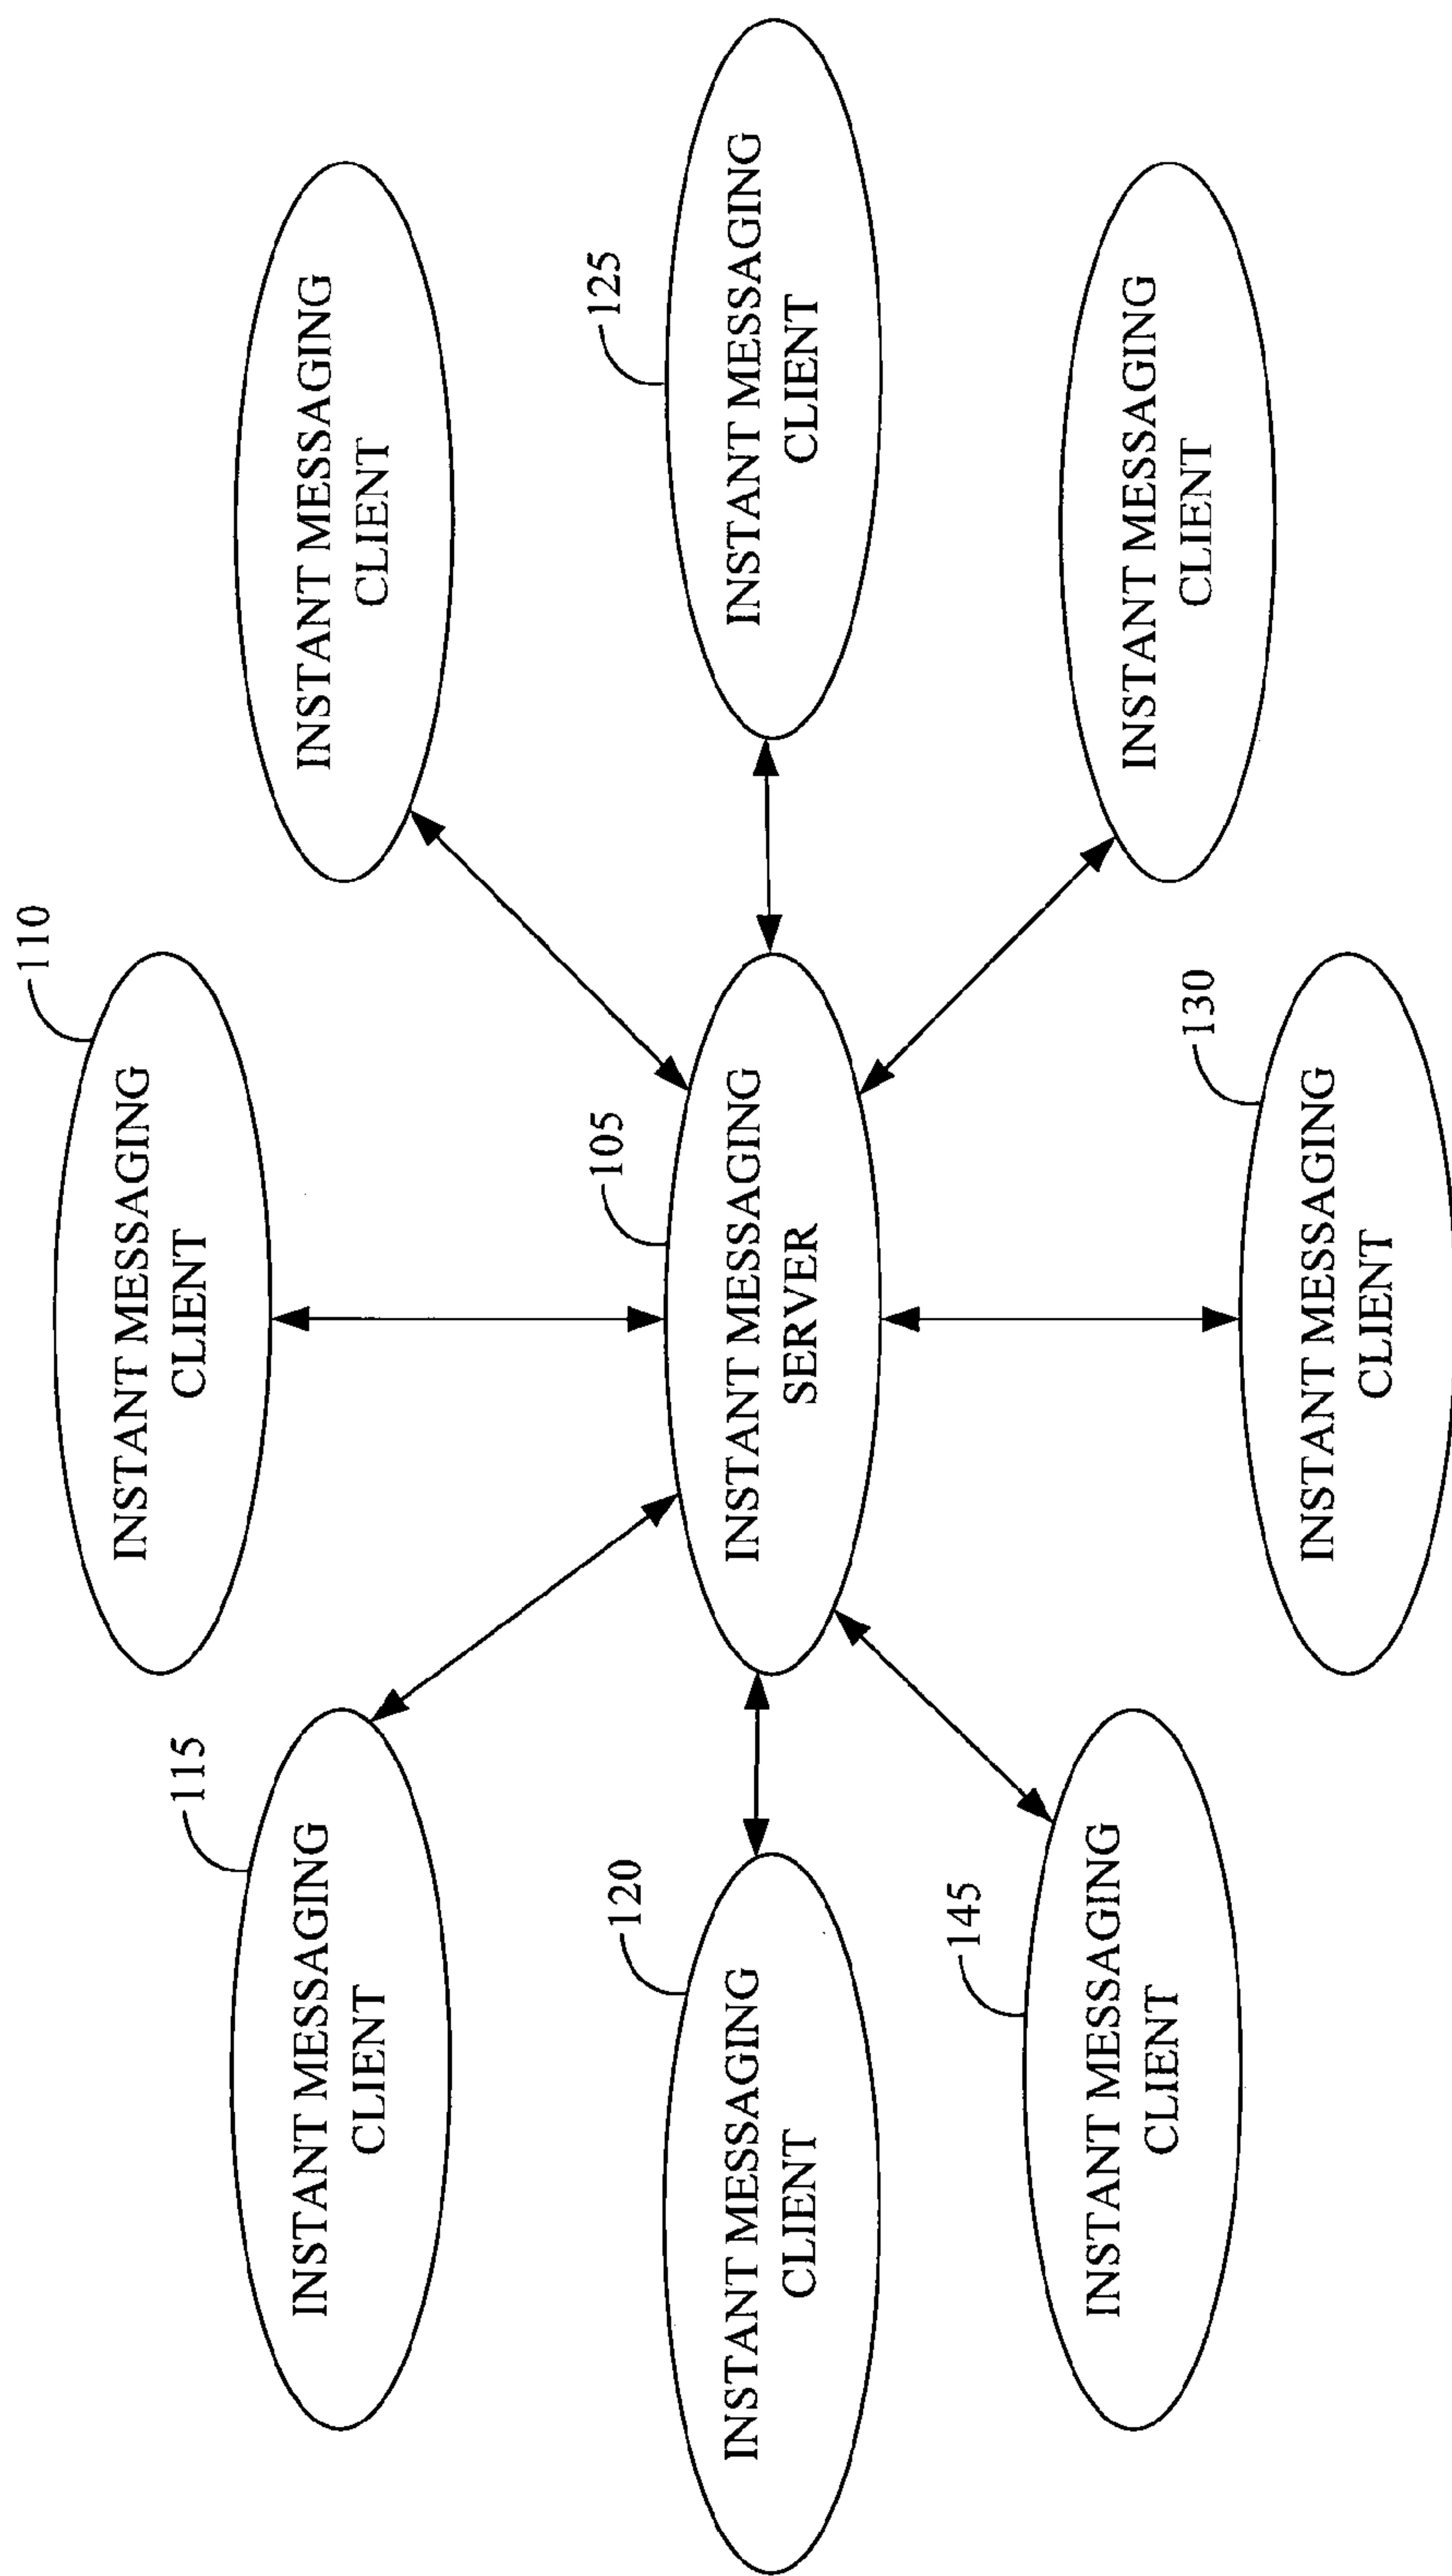 110
INSTANT MESSAGING
CLIENT
115
INSTANT MESSAGING
CLIENT
INSTANT MESSAGING
CLIENT
120
INSTANT MESSAGING
CLIENT
105
INSTANT MESSAGING
SERVER
125
INSTANT MESSAGING
CLIENT
145
INSTANT MESSAGING
CLIENT
130
INSTANT MESSAGING
CLIENT
INSTANT MESSAGING
CLIENT